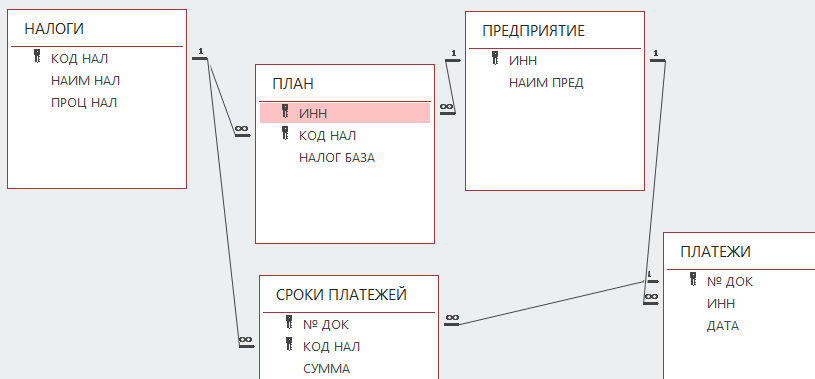 НАЛОГИ
КОД НАЛ
НАИМ НАЛ
ПРОЦ НАЛ
1
∞
∞
ПЛАН
ИНН
КОД НАЛ
НАЛОГ БАЗА
1
∞
ПРЕДПРИЯТИЕ
ИНН
НАИМ ПРЕД
1
СРОКИ ПЛАТЕЖЕЙ
№ ДОК
КОД НАЛ
СУММА
∞
1
∞
ПЛАТЕЖИ
№ ДОК
ИНН
ДАТА